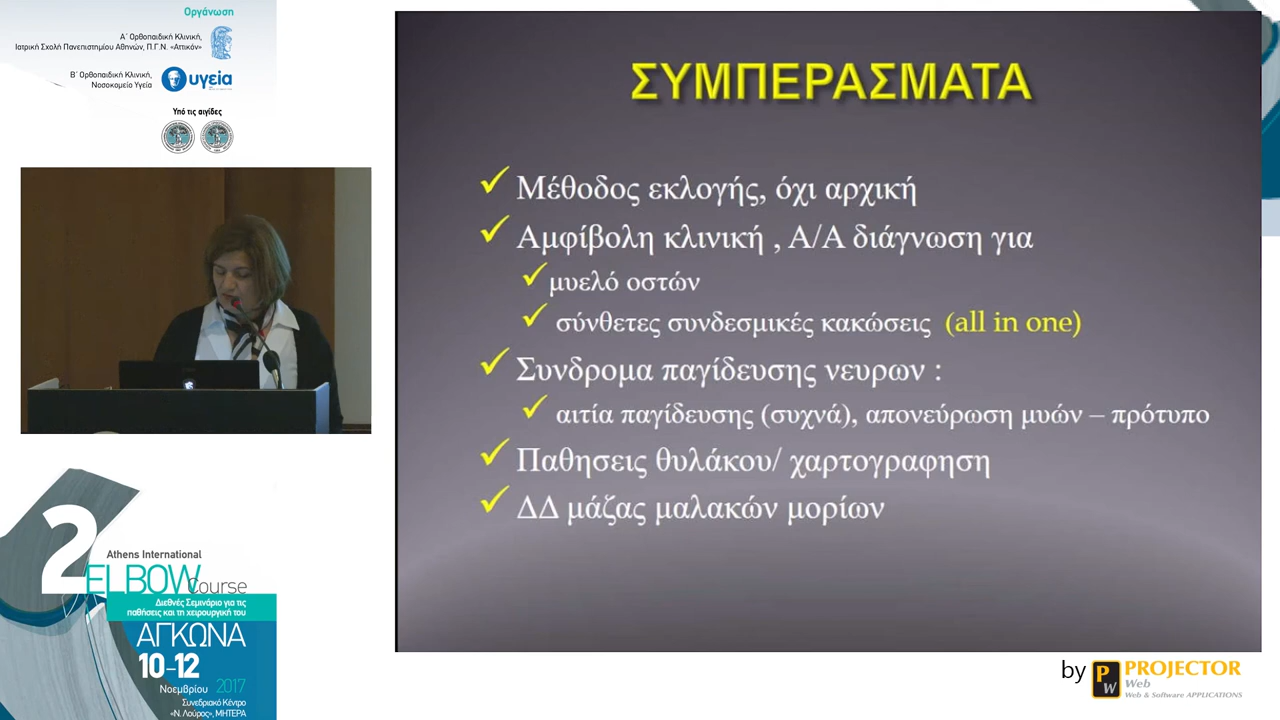 Οργάνωση
Α΄ Ορθοπαιδική Κλινική,
Ιατρική Σχολή Πανεπιστημίου Αθηνών, Π.Γ.Ν. «Αττικόν»
Β΄ Ορθοπαιδική Κλινική,
Νοσοκομείο Υγεία
υγεία
Υπό τις αιγίδες
ΣΥΜΠΕΡΑΣΜΑΤΑ
Μέθοδος εκλογής, όχι αρχική
Αμφίβολη κλινική , Α/Α διάγνωση για
μυελό οστών
σύνθετες συνδεσμικές κακώσεις (all in one)
Συνδρομα παγίδευσης νευρων :
αιτία παγίδευσης (συχνά), απονεύρωση μυών – πρότυπο
Παθησεις θυλάκου/ χαρτογραφηση
ΔΔ μάζας μαλακών μορίων
2
Athens International
ELBOW Course
Διεθνές Σεμινάριο για τις
παθήσεις και τη χειρουργική του
ΑΓΚΩΝΑ
10-12
Νοεμβρίου 2017
Συνεδριακό Κέντρο
«Ν. Λούρος», ΜΗΤΕΡΑ
by PW PROJECTOR
Web
Web & Software APPLICATIONS